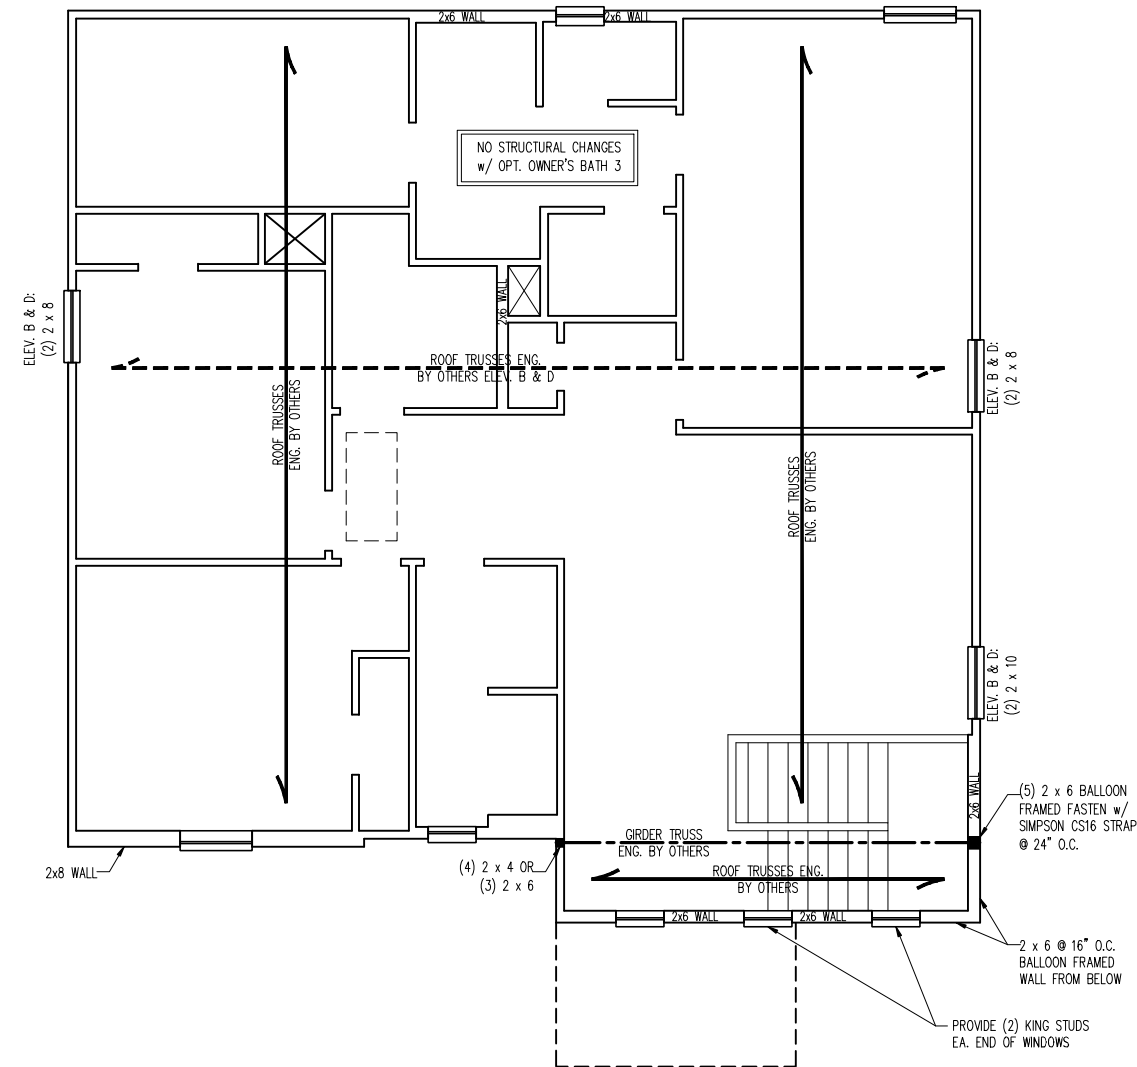 2x6 WALL
2x6 WALL
NO STRUCTURAL CHANGES
w/ OPT. OWNER'S BATH 3
ELEV. B & D:
(2) 2 x 8
2x6 WALL
ROOF TRUSSES ENG.
BY OTHERS ELEV. B & D
ELEV. B & D:
(2) 2 x 8
ROOF TRUSSES
ENG. BY OTHERS
ROOF TRUSSES
ENG. BY OTHERS
ELEV. B & D:
(2) 2 x 10
2x6 WALL
(5) 2 x 6 BALLOON
FRAMED FASTEN w/
SIMPSON CS16 STRAP
@ 24" O.C.
GIRDER TRUSS
ENG. BY OTHERS
2x8 WALL
(4) 2 x 4 OR
(3) 2 x 6
ROOF TRUSSES ENG.
BY OTHERS
2x6 WALL
2x6 WALL
2 x 6 @ 16" O.C.
BALLOON FRAMED
WALL FROM BELOW
PROVIDE (2) KING STUDS
EA. END OF WINDOWS